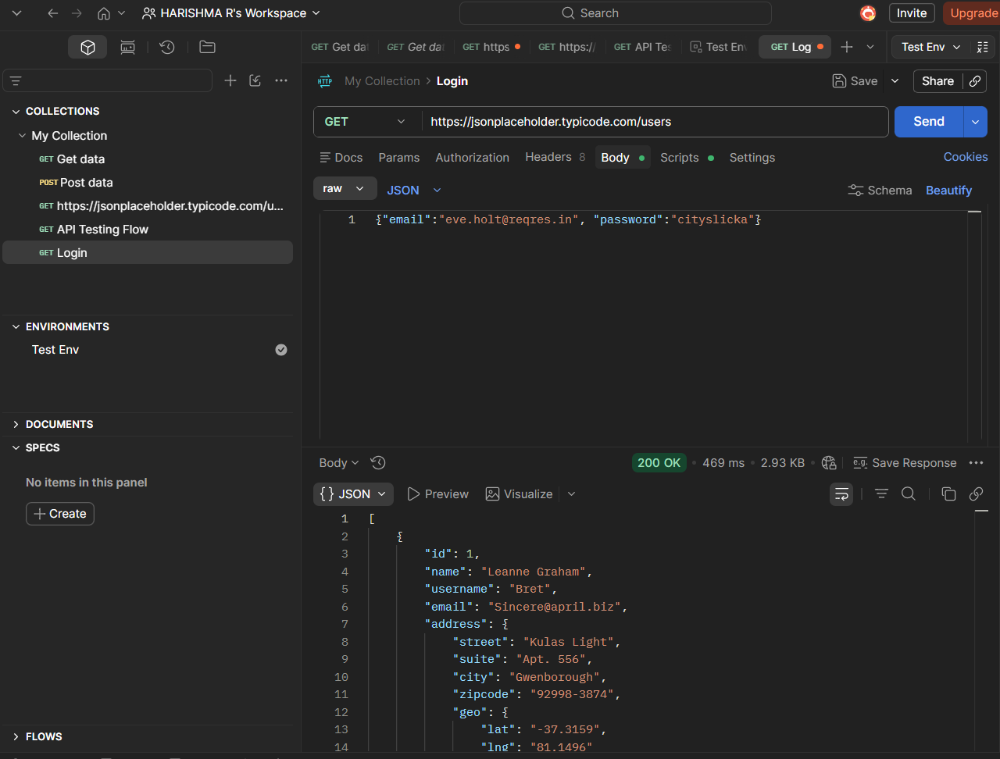 HARISHMA R's Workspace
Search
Invite
Upgrade
GET Get da
GET Get dat
GET https
GET https:/
GET API Te
Test En
GET Log
Test Env
My Collection > Login
Save
Share
COLLECTIONS
My Collection
GET Get data
POST Post data
GET https://jsonplaceholder.typicode.com/u...
GET API Testing Flow
GET Login
ENVIRONMENTS
Test Env
DOCUMENTS
SPECS
No items in this panel
+ Create
FLOWS
GET
https://jsonplaceholder.typicode.com/users
Send
Docs Params Authorization Headers 8 Body Scripts Settings Cookies
raw JSON Schema Beautify
1 {"email":"eve.holt@reqres.in", "password":"cityslicka"}
Body 200 OK • 469 ms • 2.93 KB e.g. Save Response
{} JSON Preview Visualize
1 [
2 {
3 "id": 1,
4 "name": "Leanne Graham",
5 "username": "Bret",
6 "email": "Sincere@april.biz",
7 "address": {
8 "street": "Kulas Light",
9 "suite": "Apt. 556",
10 "city": "Gwenborough",
11 "zipcode": "92998-3874",
12 "geo": {
13 "lat": "-37.3159",
14 "lng": "81.1496"